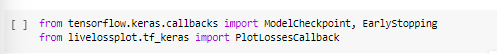 [ ] from tensorflow.keras.callbacks import ModelCheckpoint, EarlyStopping
from livelossplot.tf_keras import PlotLossesCallback